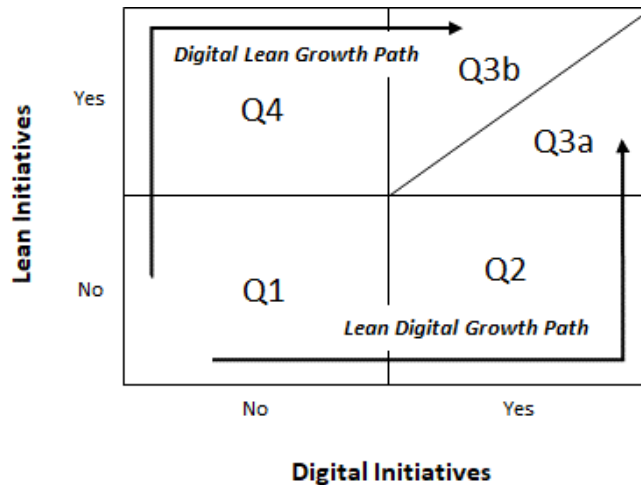 Digital Lean Growth Path
Q3b
Yes
Q4
Q3a
Lean Initiatives
No
Q1
Q2
Lean Digital Growth Path
No
Yes
Digital Initiatives